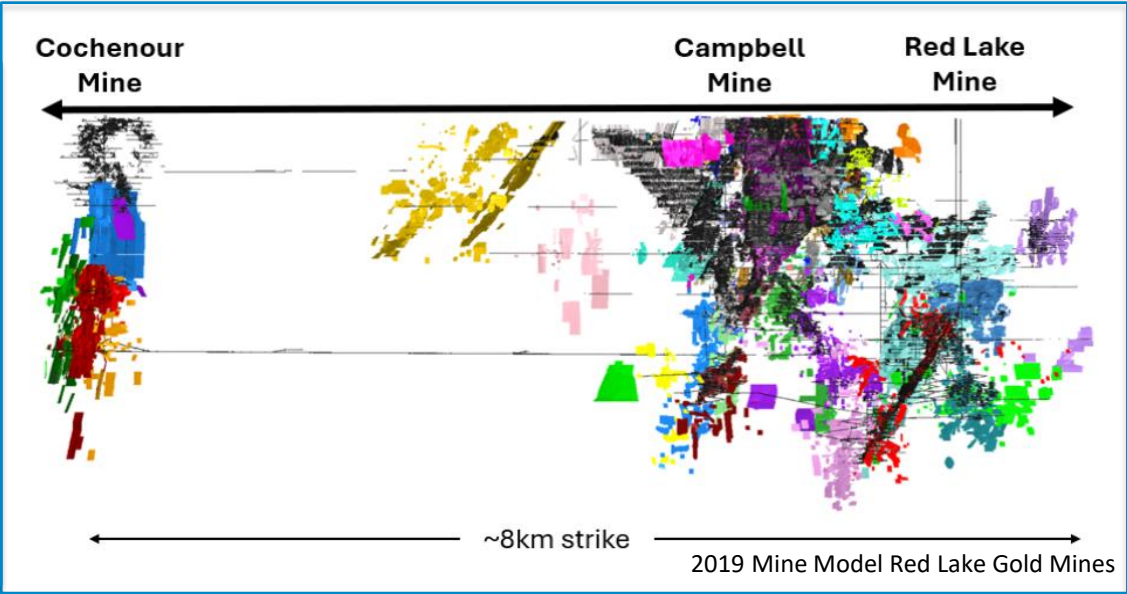 Cochenour
Mine
Campbell
Mine
Red Lake
Mine
~8km strike
2019 Mine Model Red Lake Gold Mines